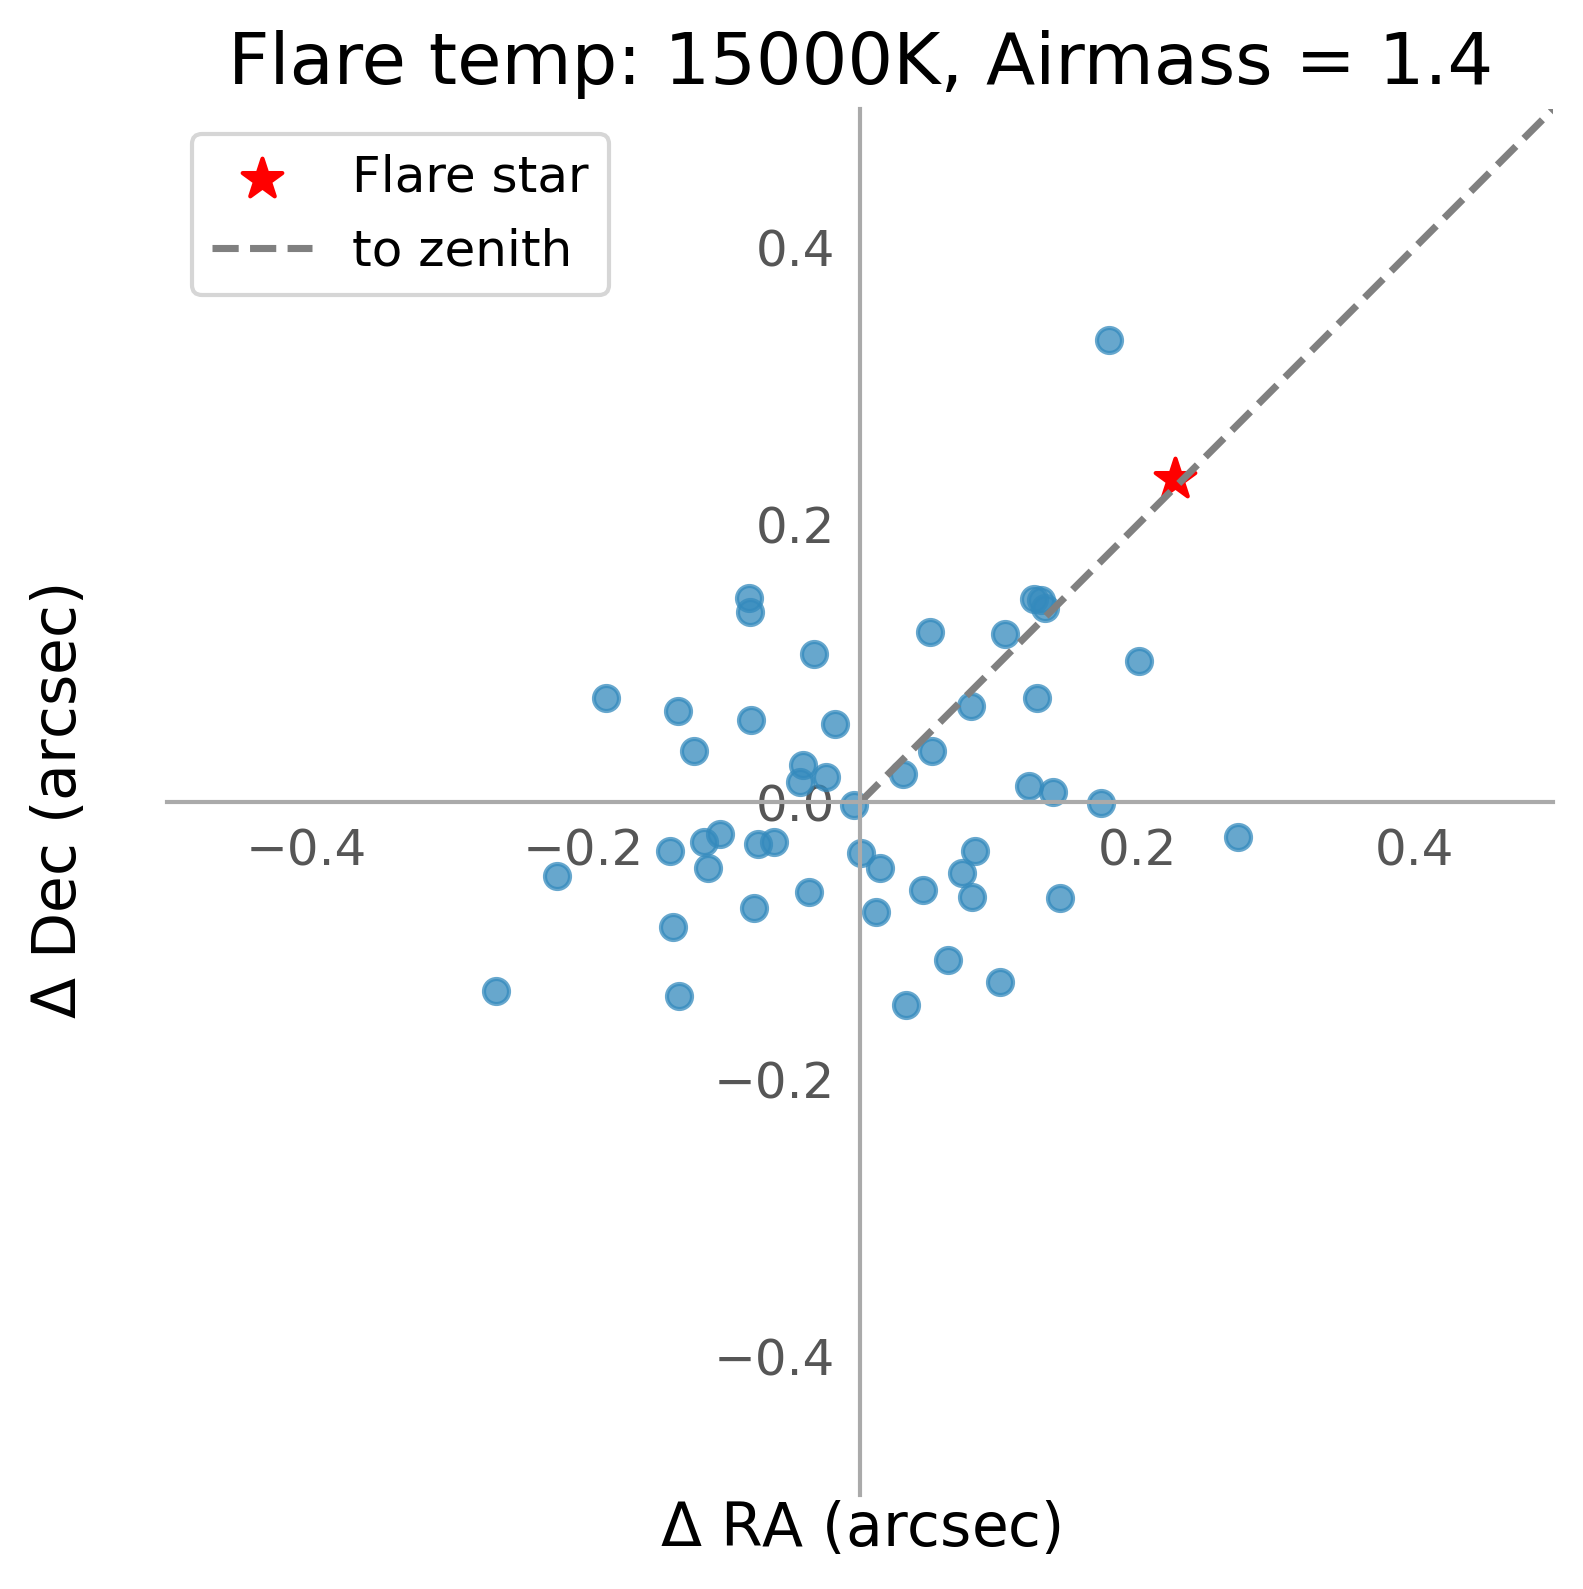 Flare temp: 15000K, Airmass = 1.4
Flare star
to zenith
0.4
0.2
0.0
−0.4
−0.2
0.2
0.4
−0.2
−0.4
Δ Dec (arcsec)
Δ RA (arcsec)